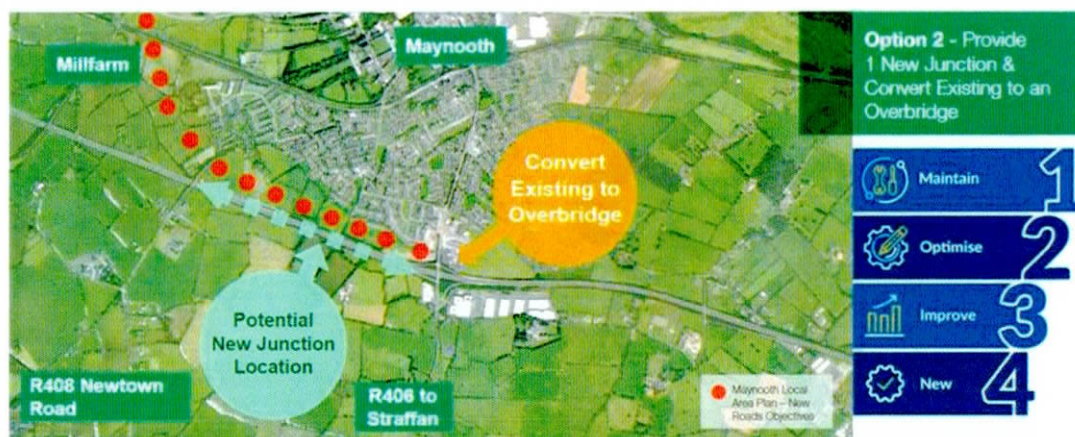 Millfarm
Maynooth
Convert
Existing to
Overbridge
Potential
New Junction
Location
R408 Newtown
Road
R406 to
Straffan
Maynooth Local
Area Plan – New
Roads Objectives
Option 2 - Provide
1 New Junction &
Convert Existing to an
Overbridge
Maintain 1
Optimise 2
Improve 3
New 4